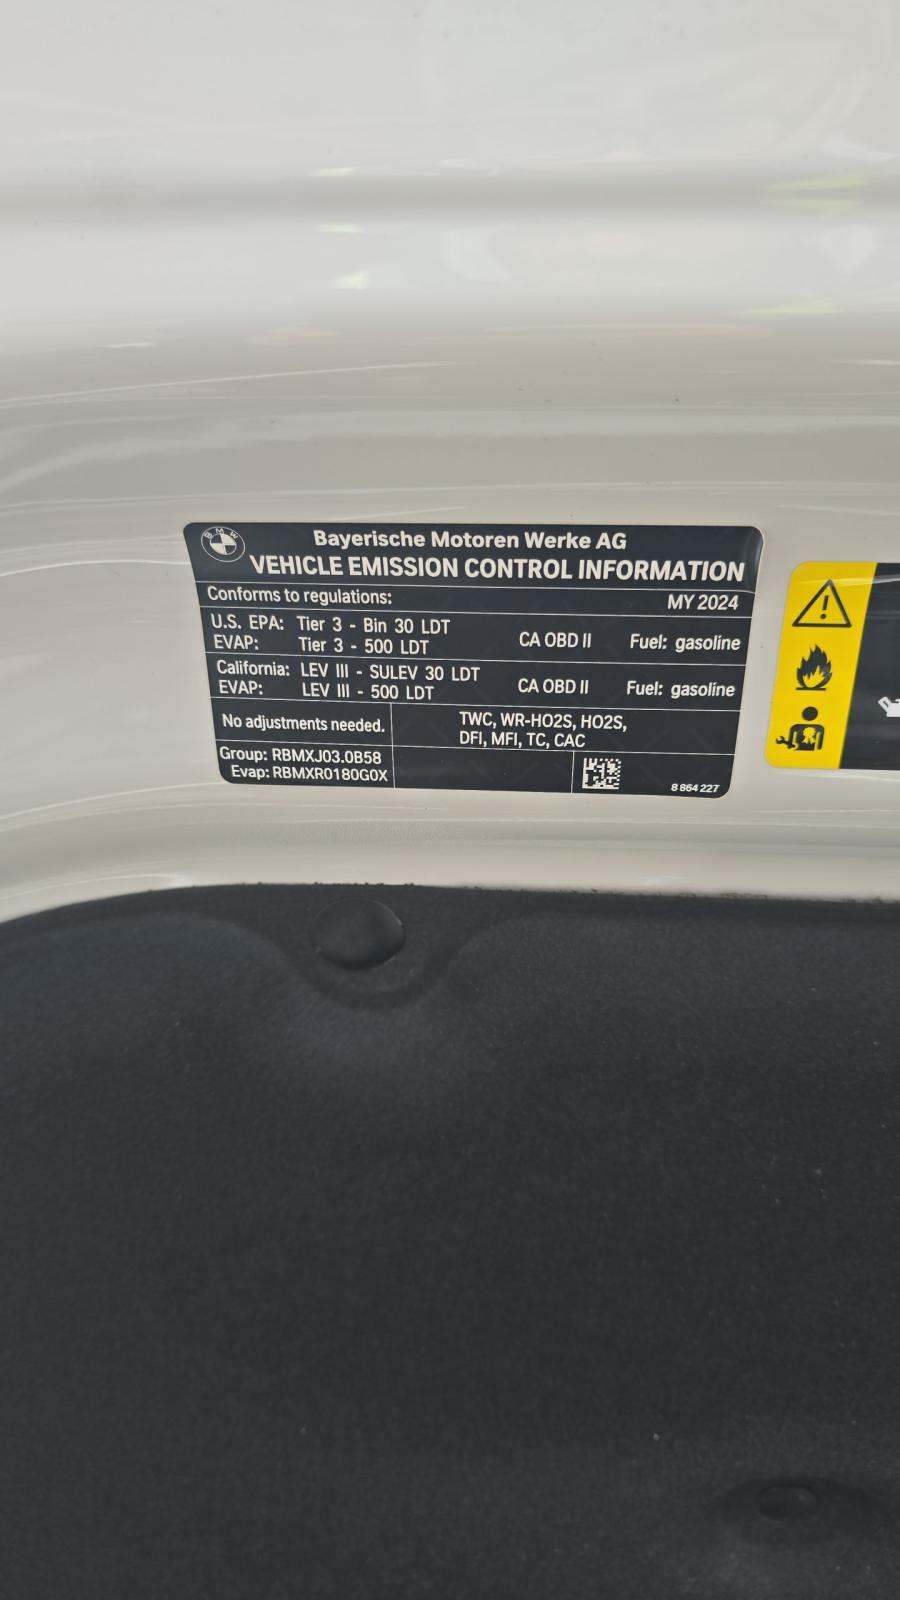 BMW
Bayerische Motoren Werke AG
VEHICLE EMISSION CONTROL INFORMATION
Conforms to regulations: MY 2024
U.S. EPA: Tier 3 - Bin 30 LDT
EVAP: Tier 3 - 500 LDT CA OBD II Fuel: gasoline
California: LEV III - SULEV 30 LDT
EVAP: LEV III - 500 LDT CA OBD II Fuel: gasoline
No adjustments needed. TWC, WR-HO2S, HO2S,
DFI, MFI, TC, CAC
Group: RBMXJ03.0B58
Evap: RBMXR0180G0X
8 864 227